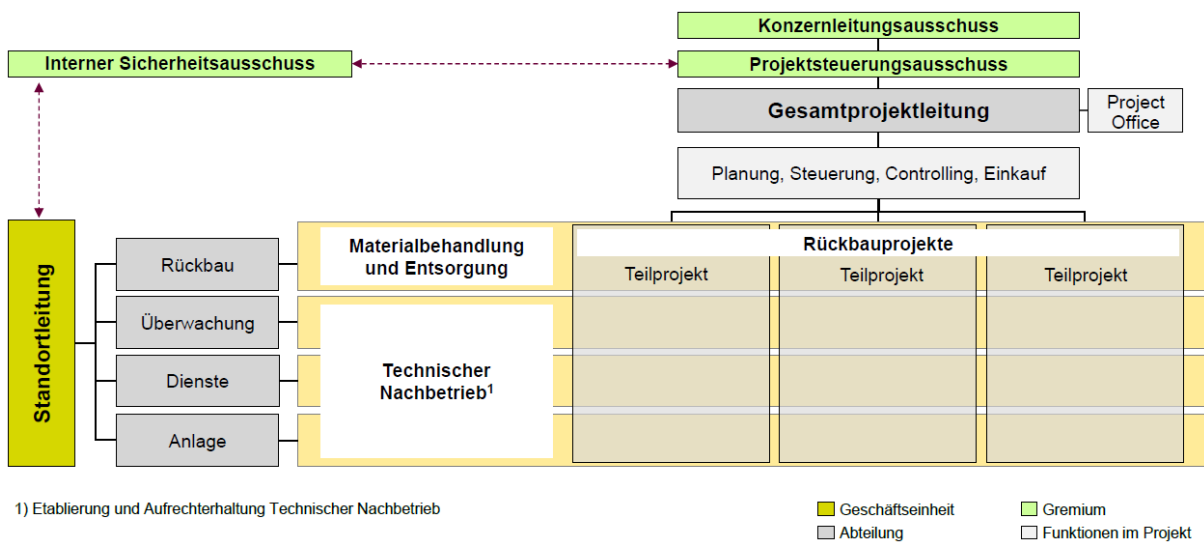 Konzernleitungsausschuss
Interner Sicherheitsausschuss
Projektsteuerungsausschuss
Gesamtprojektleitung
Project
Office
Planung, Steuerung, Controlling, Einkauf
Standortleitung
Rückbau
Überwachung
Dienste
Anlage
Materialbehandlung
und Entsorgung
Technischer
Nachbetrieb¹
Rückbauprojekte
Teilprojekt
Teilprojekt
Teilprojekt
1) Etablierung und Aufrechterhaltung Technischer Nachbetrieb
Geschäftseinheit
Abteilung
Gremium
Funktionen im Projekt